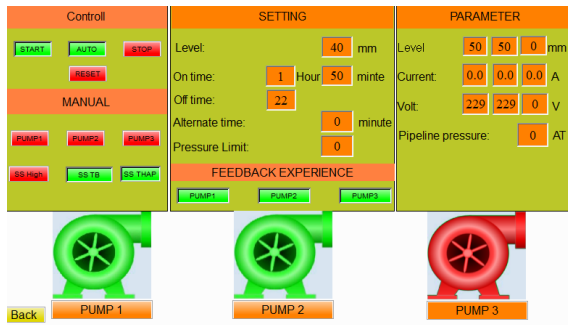 Controll
START AUTO STOP
RESET
MANUAL
PUMP1 PUMP2 PUMP3
SS High SS TB SS THAP
SETTING
Level: 40 mm
On time: 1 Hour 50 minte
Off time: 22
Alternate time: 0 minute
Pressure Limit: 0
FEEDBACK EXPERIENCE
PUMP1 PUMP2 PUMP3
PARAMETER
Level 50 50 0 mm
Current: 0.0 0.0 0.0 A
Volt: 229 229 0 V
Pipeline pressure: 0 AT
Back PUMP 1 PUMP 2 PUMP 3